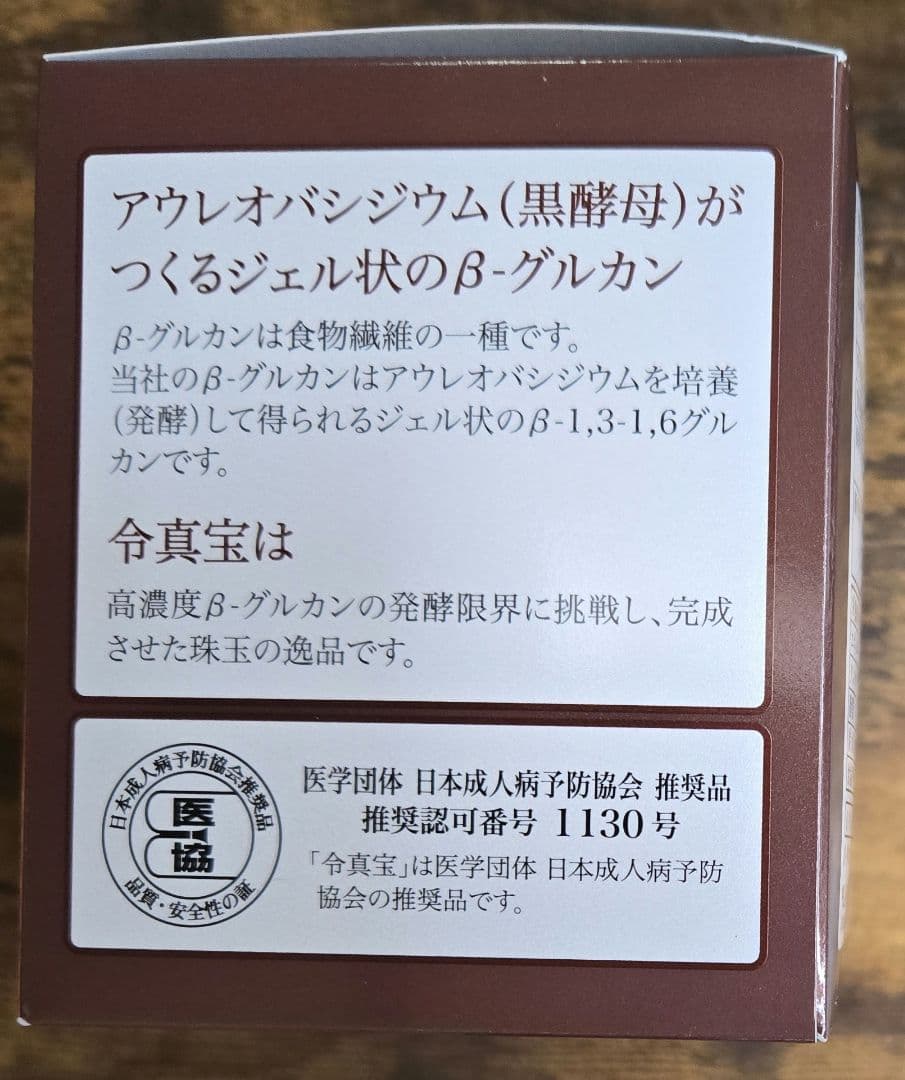 アウレオバシジウム(黒酵母)が
つくるジェル状のβ-グルカン
β-グルカンは食物繊維の一種です。
当社のβ-グルカンはアウレオバシジウムを培養
(発酵)して得られるジェル状のβ-1,3-1,6グル
カンです。
令真宝は
高濃度β-グルカンの発酵限界に挑戦し、完成
させた珠玉の逸品です。
日本成人病予防協会推奨品
医
協
品質・安全性の証
医学団体 日本成人病予防協会 推奨品
推奨認可番号 1130号
「令真宝」は医学団体 日本成人病予防
協会の推奨品です。